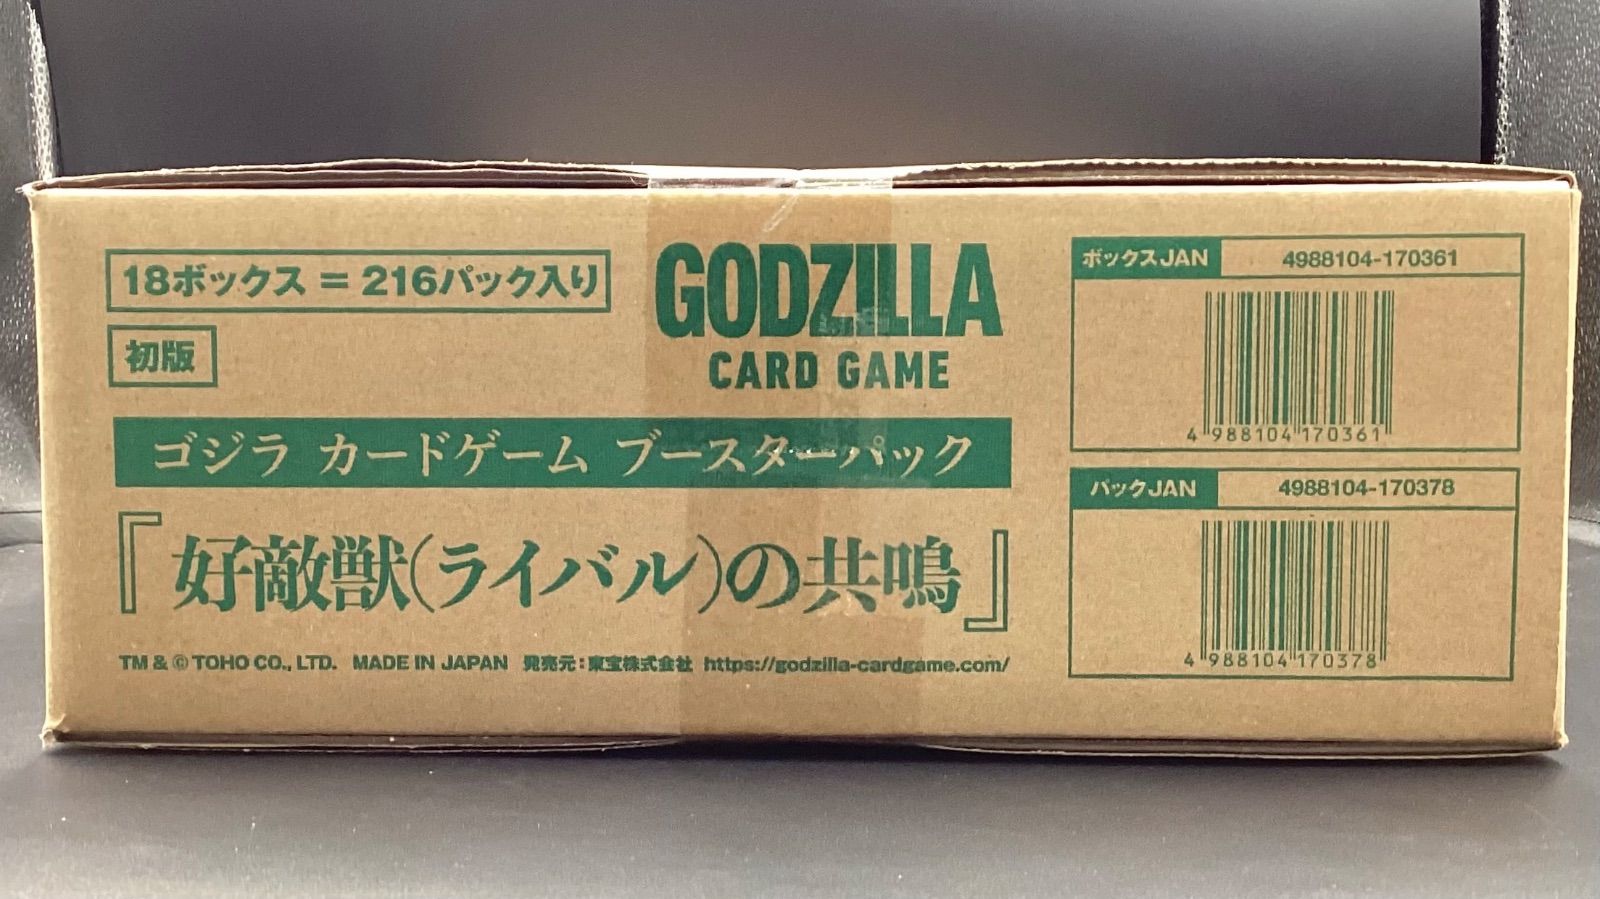 18ボックス = 216パック入り
初版
GODZILLA
CARD GAME
ゴジラ カードゲーム ブースターパック
『好敵獣(ライバル)の共鳴』
TM & © TOHO CO., LTD. MADE IN JAPAN 発売元:東宝株式会社 https://godzilla-cardgame.com/
ボックスJAN 4988104-170361
4 988104 170361
パックJAN 4988104-170378
4 988104 170378